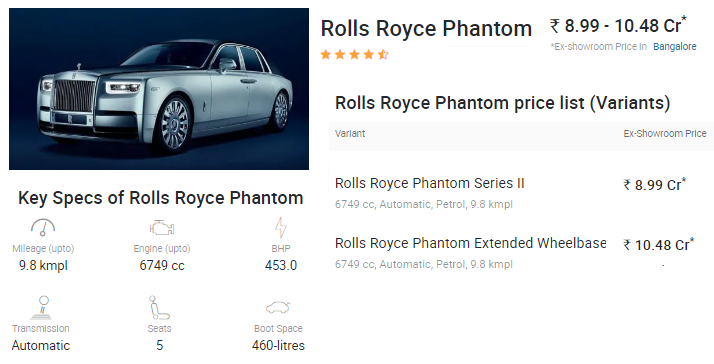 Rolls Royce Phantom
₹ 8.99 - 10.48 Cr*
*Ex-showroom Price in Bangalore
Rolls Royce Phantom price list (Variants)
Variant Ex-Showroom Price
Rolls Royce Phantom Series II ₹ 8.99 Cr*
6749 cc, Automatic, Petrol, 9.8 kmpl
Rolls Royce Phantom Extended Wheelbase ₹ 10.48 Cr*
6749 cc, Automatic, Petrol, 9.8 kmpl
Key Specs of Rolls Royce Phantom
Mileage (upto) Engine (upto) BHP
9.8 kmpl 6749 cc 453.0
Transmission Seats Boot Space
Automatic 5 460-litres